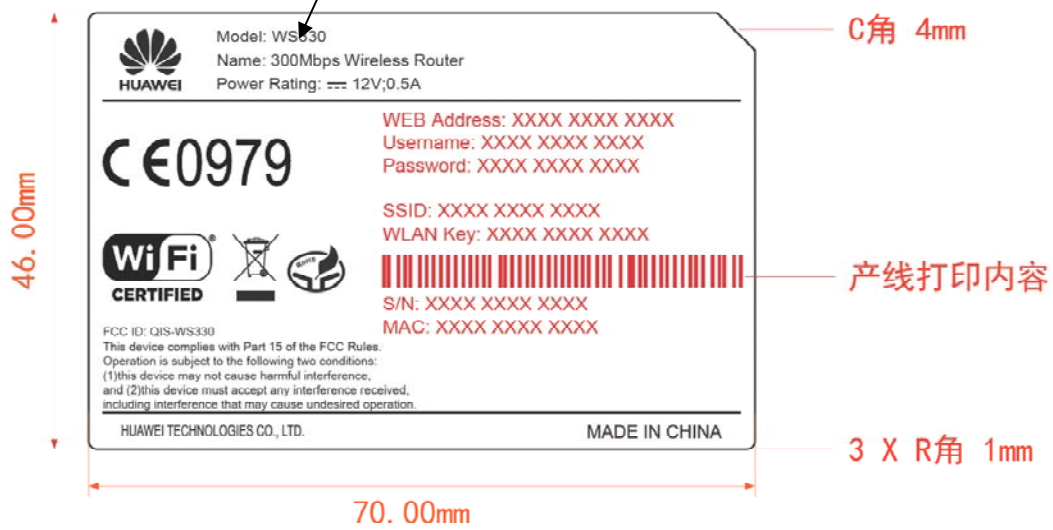 Model: WS330
Name: 300Mbps Wireless Router
Power Rating: ⎓ 12V;0.5A
HUAWEI
C角 4mm
CE0979
WEB Address: XXXX XXXX XXXX
Username: XXXX XXXX XXXX
Password: XXXX XXXX XXXX
SSID: XXXX XXXX XXXX
WLAN Key: XXXX XXXX XXXX
46.00mm
Wi Fi®
CERTIFIED
RoHS
产线打印内容
S/N: XXXX XXXX XXXX
MAC: XXXX XXXX XXXX
FCC ID: QIS-WS330
This device complies with Part 15 of the FCC Rules.
Operation is subject to the following two conditions:
(1)this device may not cause harmful interference,
and (2)this device must accept any interference received,
including interference that may cause undesired operation.
HUAWEI TECHNOLOGIES CO., LTD.
MADE IN CHINA
3 X R角 1mm
70.00mm